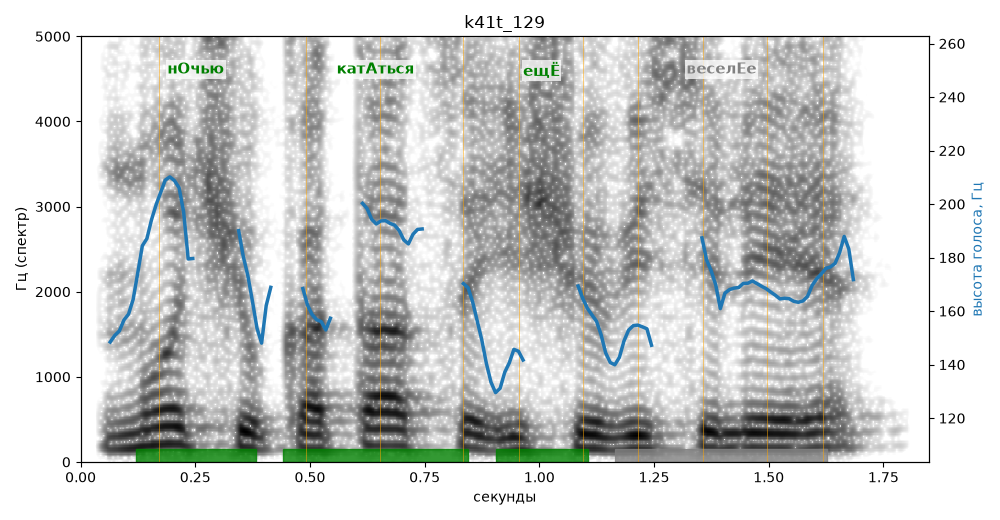 k41t_129
нОчью катАться ещЁ веселЕе
Гц (спектр)
5000
4000
3000
2000
1000
0
260
240
220
200
180
160
140
120
высота голоса, Гц
0.00 0.25 0.50 0.75 1.00 1.25 1.50 1.75
секунды